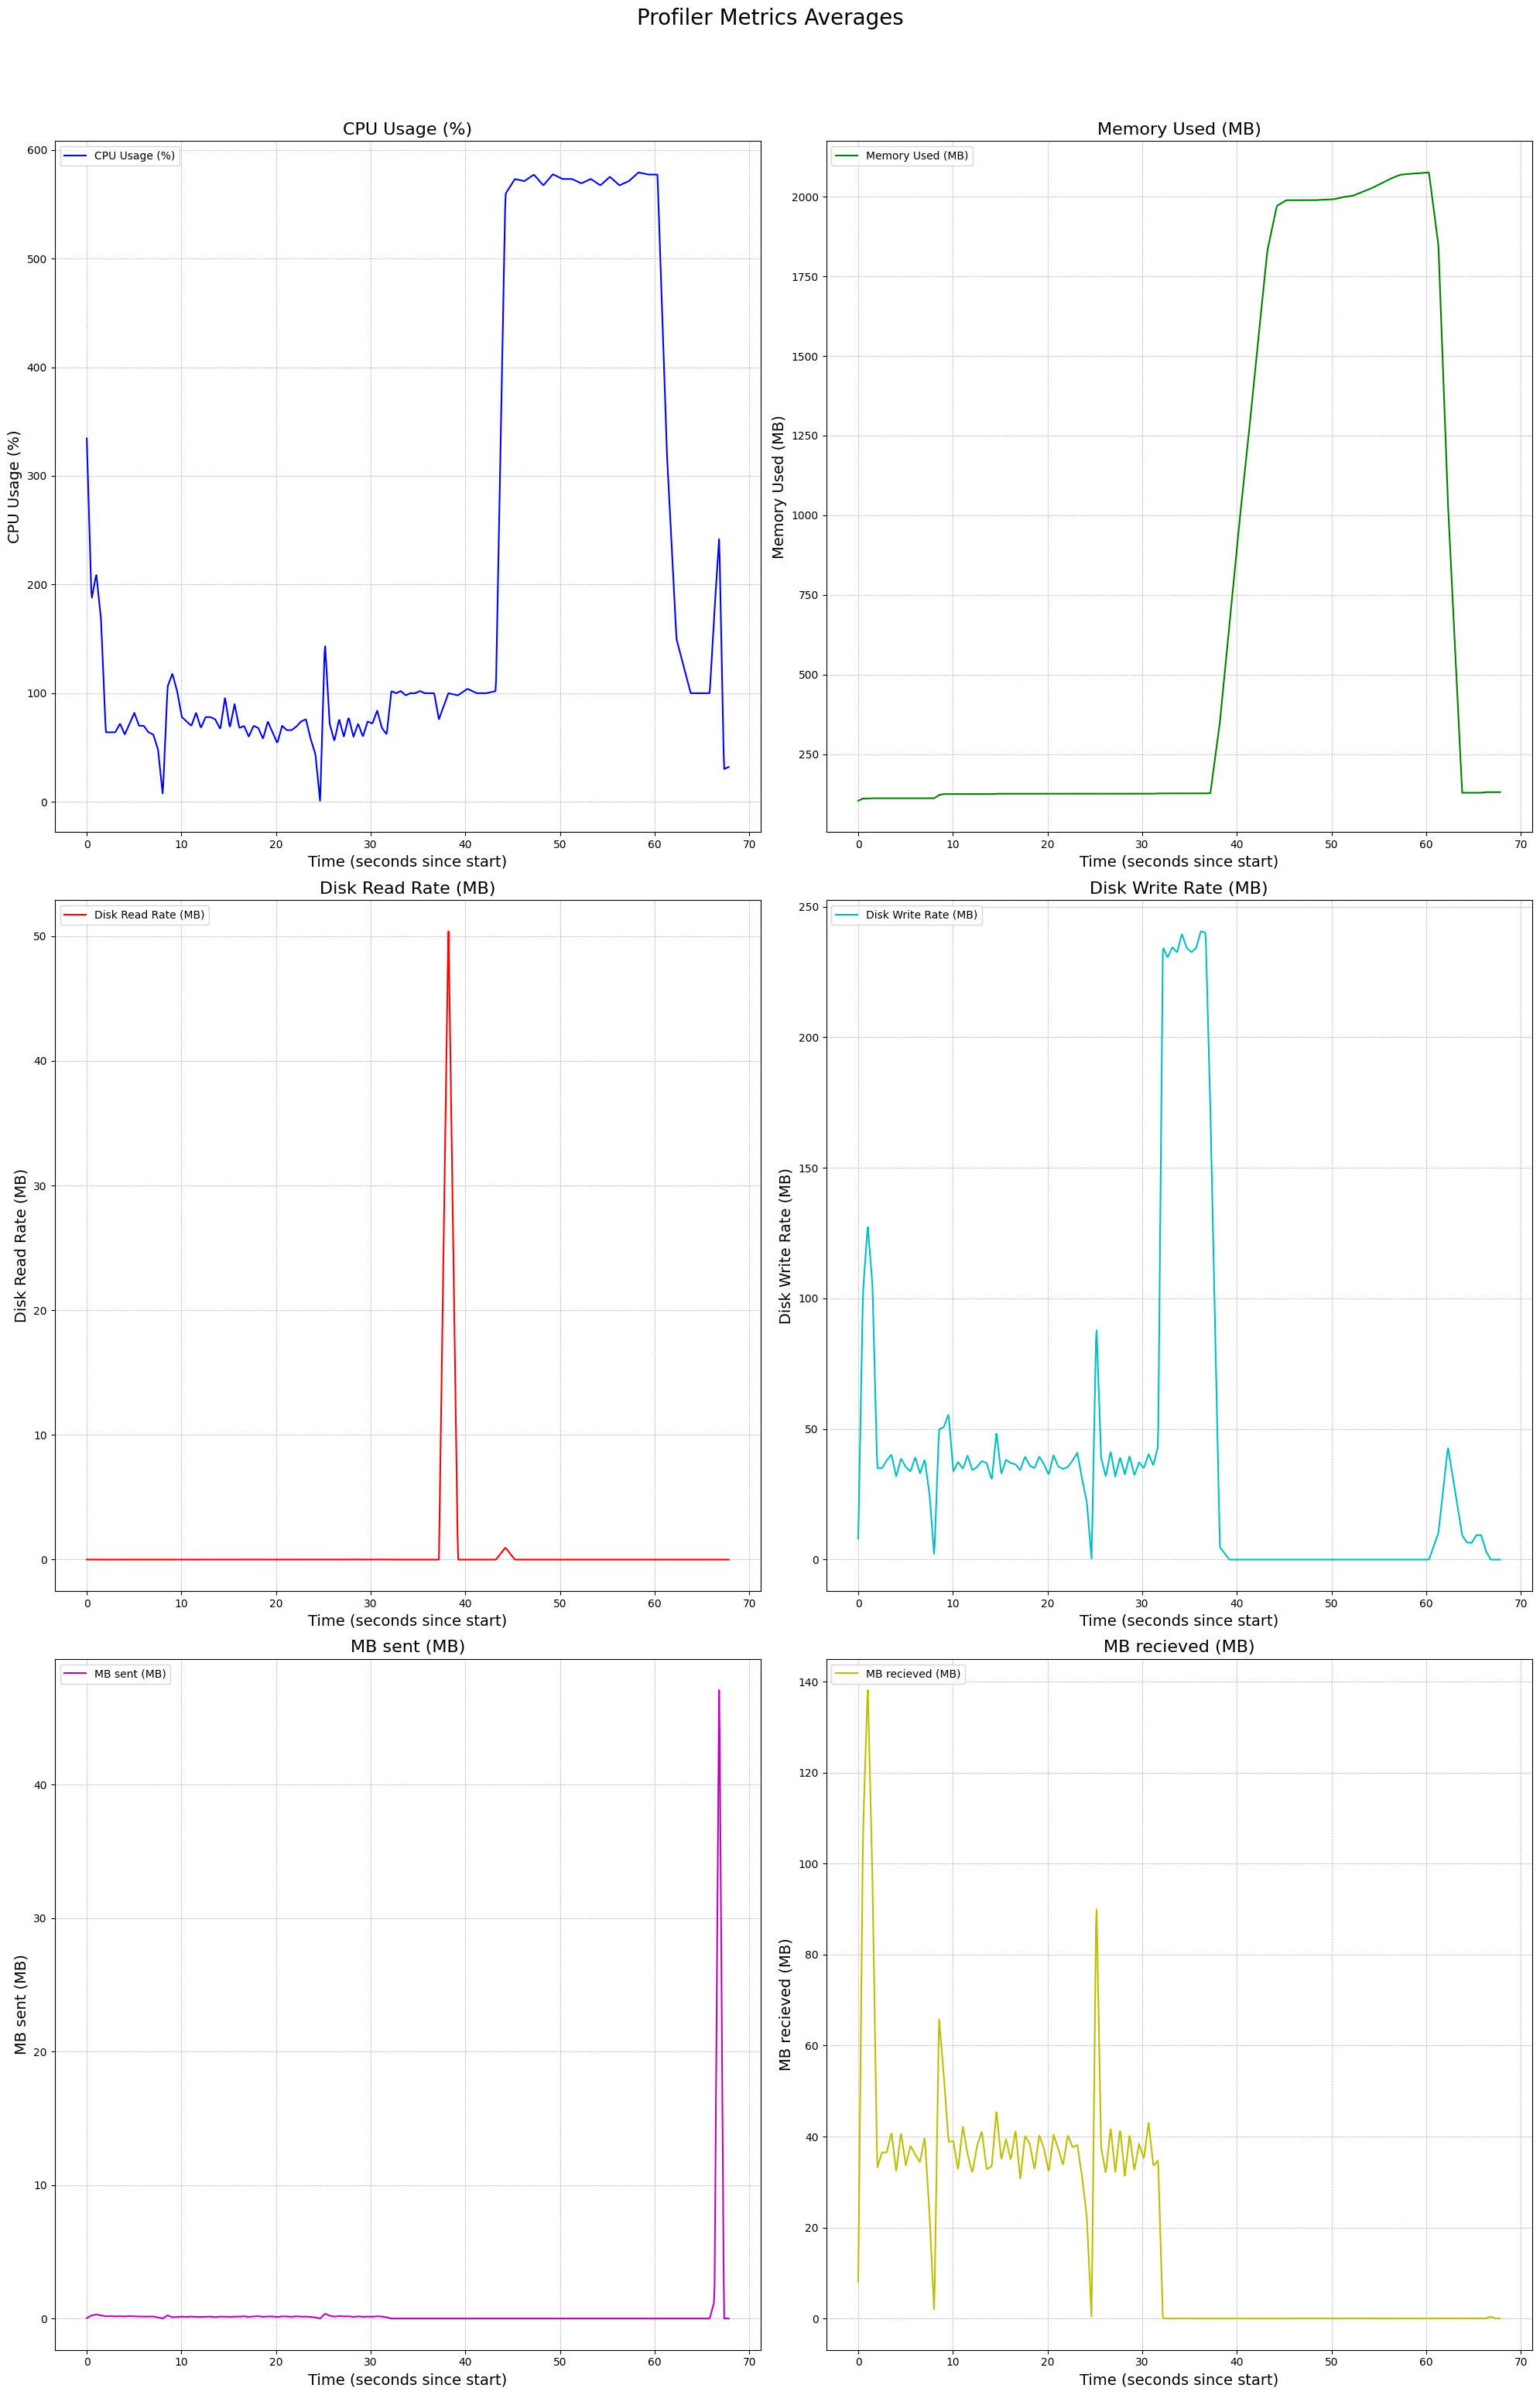 Profiler Metrics Averages
CPU Usage (%)
CPU Usage (%)
CPU Usage (%)
600
500
400
300
200
100
0
0 10 20 30 40 50 60 70
Time (seconds since start)
Memory Used (MB)
Memory Used (MB)
Memory Used (MB)
2000
1750
1500
1250
1000
750
500
250
0 10 20 30 40 50 60 70
Time (seconds since start)
Disk Read Rate (MB)
Disk Read Rate (MB)
Disk Read Rate (MB)
50
40
30
20
10
0
0 10 20 30 40 50 60 70
Time (seconds since start)
Disk Write Rate (MB)
Disk Write Rate (MB)
Disk Write Rate (MB)
250
200
150
100
50
0
0 10 20 30 40 50 60 70
Time (seconds since start)
MB sent (MB)
MB sent (MB)
MB sent (MB)
40
30
20
10
0
0 10 20 30 40 50 60 70
Time (seconds since start)
MB recieved (MB)
MB recieved (MB)
MB recieved (MB)
140
120
100
80
60
40
20
0
0 10 20 30 40 50 60 70
Time (seconds since start)